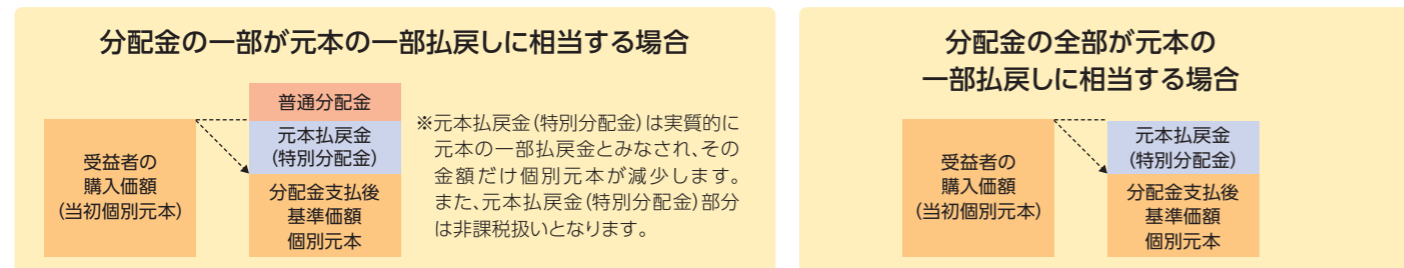 分配金の一部が元本の一部払戻しに相当する場合
受益者の
購入価額
(当初個別元本)
普通分配金
元本払戻金
(特別分配金)
分配金支払後
基準価額
個別元本
※元本払戻金(特別分配金)は実質的に
元本の一部払戻金とみなされ、その
金額だけ個別元本が減少します。
また、元本払戻金(特別分配金)部分
は非課税扱いとなります。
分配金の全部が元本の
一部払戻しに相当する場合
受益者の
購入価額
(当初個別元本)
元本払戻金
(特別分配金)
分配金支払後
基準価額
個別元本